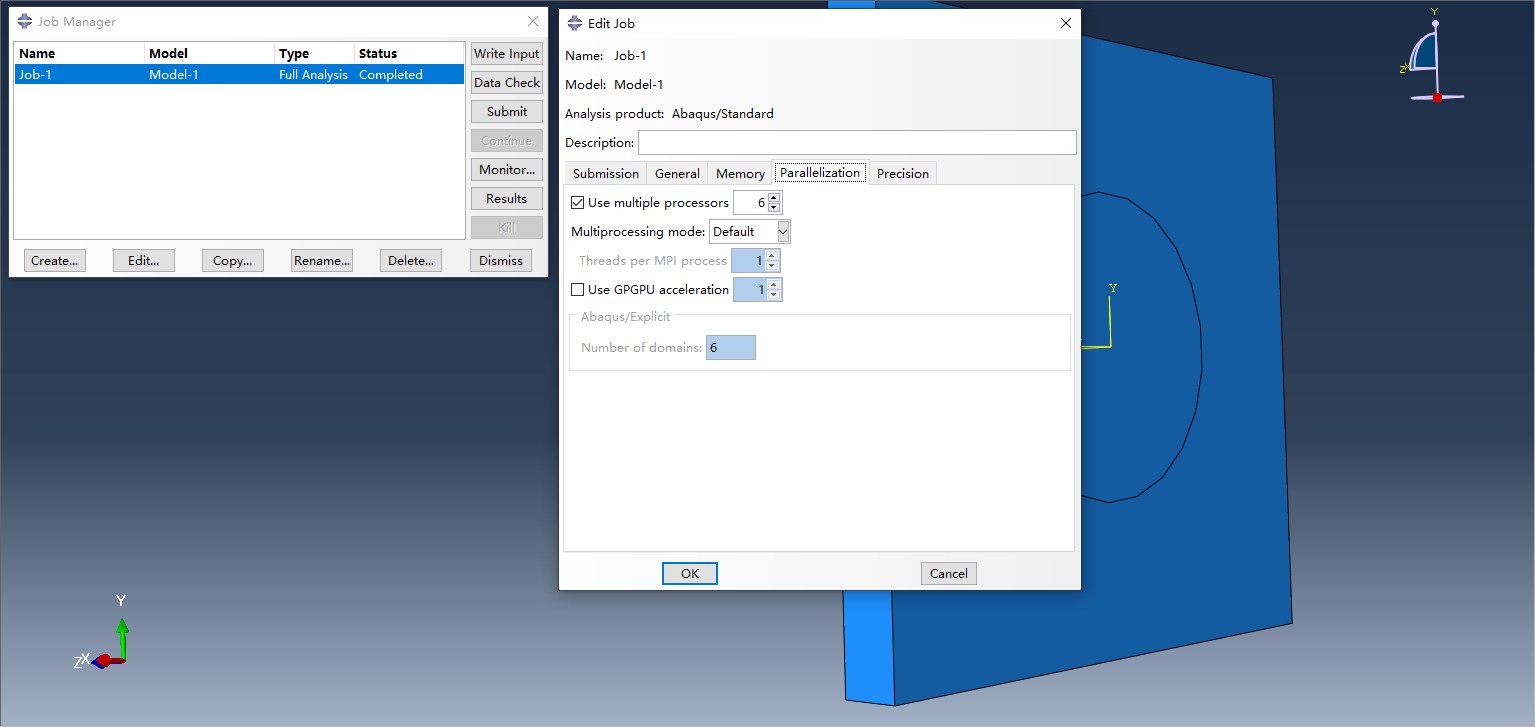 Job Manager
Name Model Type Status
Job-1 Model-1 Full Analysis Completed
Write Input
Data Check
Submit
Continue
Monitor...
Results
Kill
Create... Edit... Copy... Rename... Delete... Dismiss
Edit Job
Name: Job-1
Model: Model-1
Analysis product: Abaqus/Standard
Description:
Submission General Memory Parallelization Precision
Use multiple processors 6
Multiprocessing mode: Default
Threads per MPI process 1
Use GPGPU acceleration 1
Abaqus/Explicit
Number of domains: 6
OK Cancel
Y
Z
Y
Y
Z X